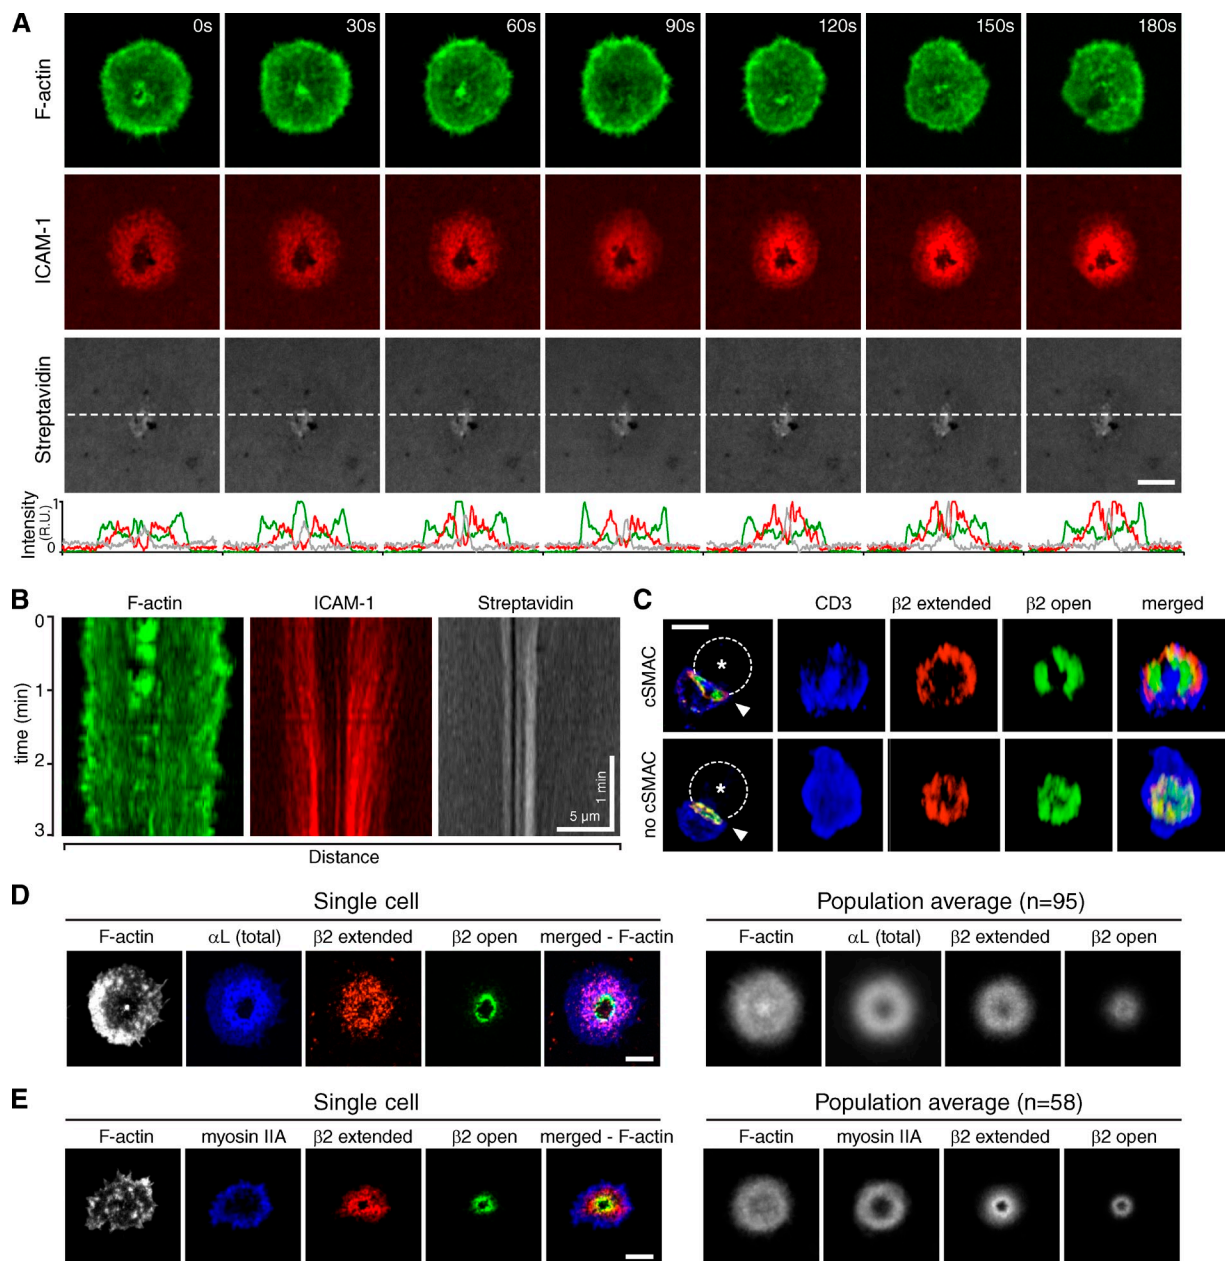 A
0s 30s 60s 90s 120s 150s 180s
F-actin
ICAM-1
Streptavidin
Intensity
(R.U.)
1
0
B
F-actin ICAM-1 Streptavidin
0
1
2
3
time (min)
1 min
5 µm
Distance
C
CD3 β2 extended β2 open merged
cSMAC
*
no cSMAC
*
D
Single cell Population average (n=95)
F-actin αL (total) β2 extended β2 open merged - F-actin F-actin αL (total) β2 extended β2 open
E
Single cell Population average (n=58)
F-actin myosin IIA β2 extended β2 open merged - F-actin F-actin myosin IIA β2 extended β2 open